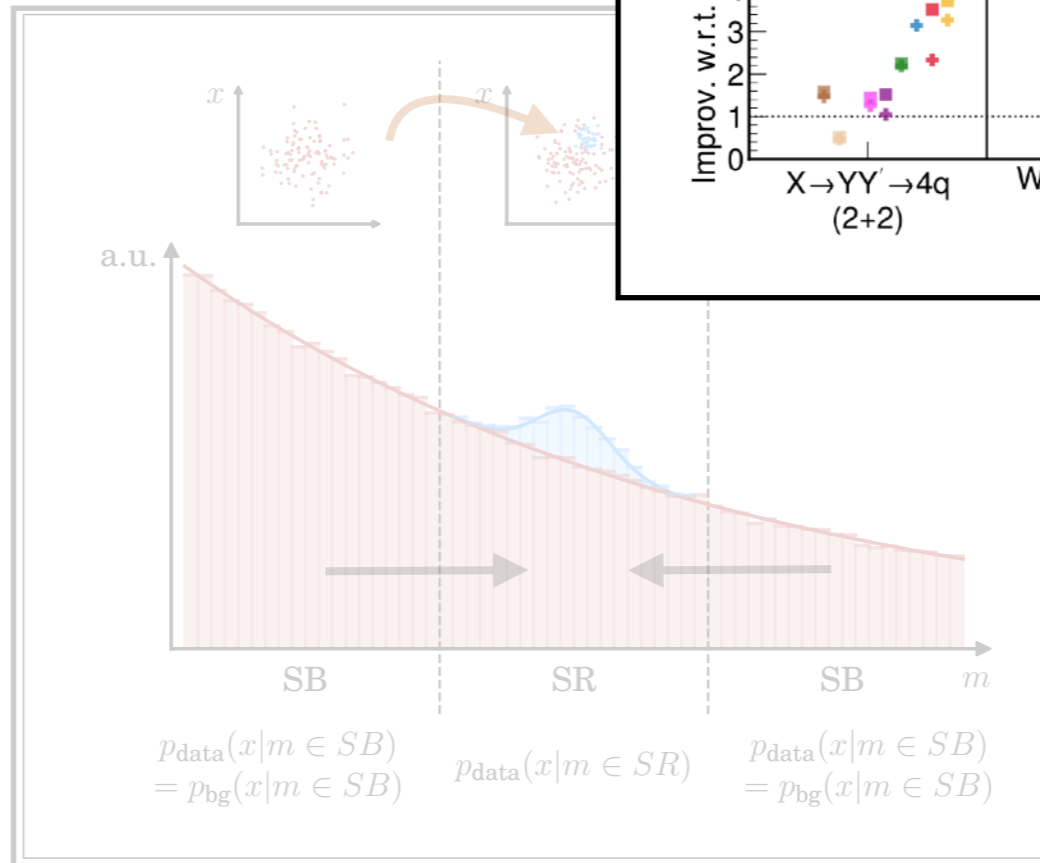 Improv. w.r.t.
3
2
1
0
X→YY′→4q
(2+2)
W
x
x
a.u.
SB
SR
SB
m
p_data(x|m ∈ SB)
= p_bg(x|m ∈ SB)
p_data(x|m ∈ SR)
p_data(x|m ∈ SB)
= p_bg(x|m ∈ SB)